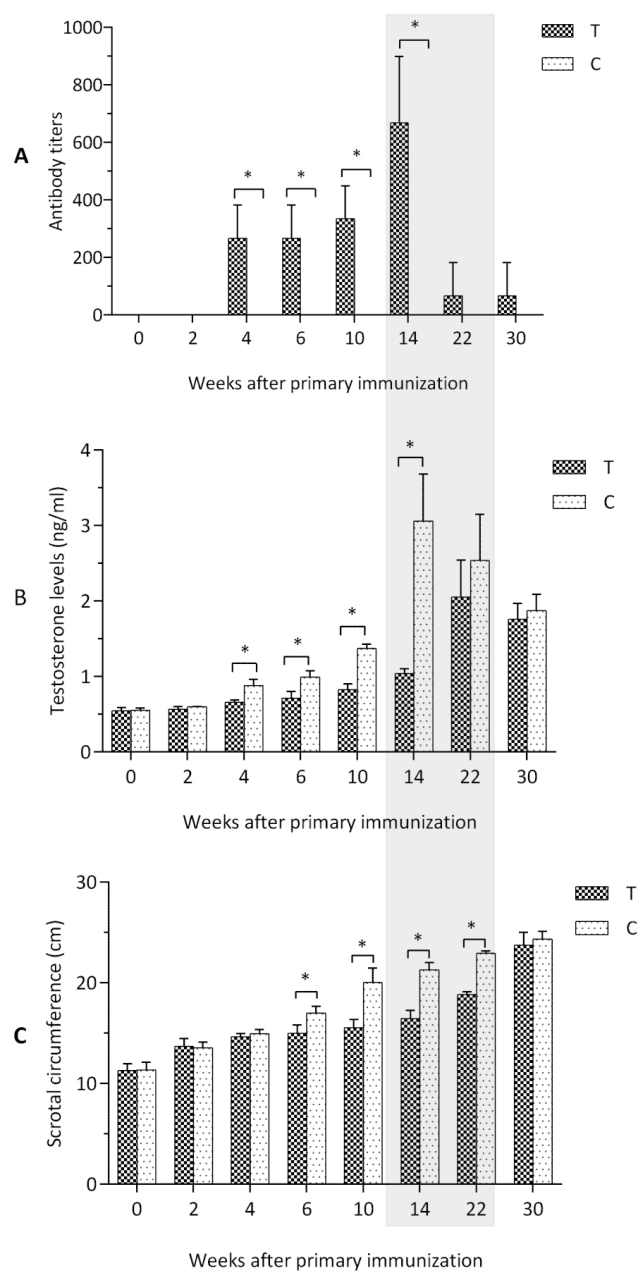 A
Antibody titers
1000
800
600
400
200
0
* * * *
T
C
0 2 4 6 10 14 22 30
Weeks after primary immunization
B
Testosterone levels (ng/ml)
4
3
2
1
0
* * * *
T
C
0 2 4 6 10 14 22 30
Weeks after primary immunization
C
Scrotal circumference (cm)
30
20
10
0
* * * *
T
C
0 2 4 6 10 14 22 30
Weeks after primary immunization